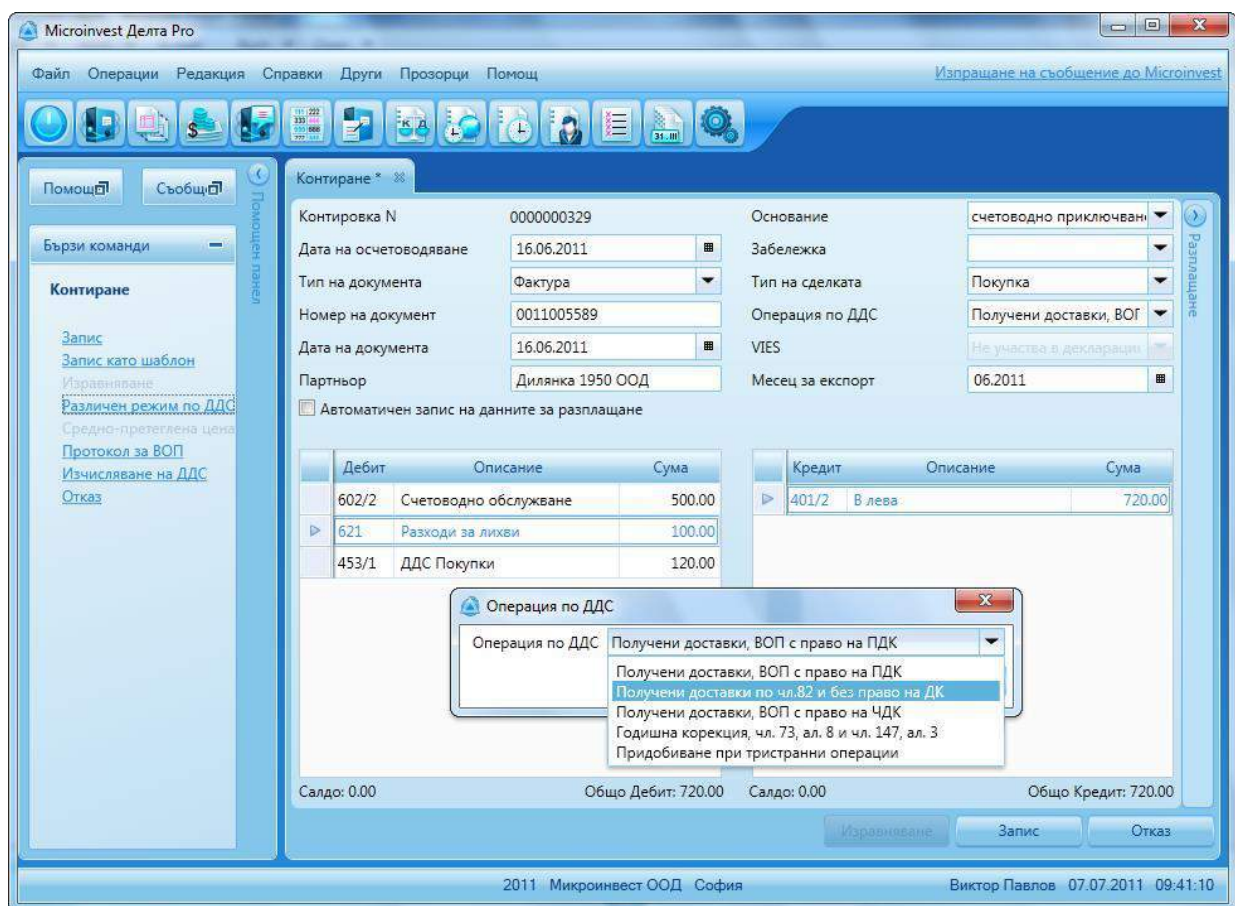 Microinvest Делта Pro
Файл Операции Редакция Справки Други Прозорци Помощ Изпращане на съобщение до Microinvest
Помощ Съобщ
Помощен панел
Бързи команди
Контиране
Запис
Запис като шаблон
Изравняване
Различен режим по ДДС
Средно-претеглена цена
Протокол за ВОП
Изчисляване на ДДС
Отказ
Контиране *
Контировка N 0000000329 Основание счетоводно приключван
Дата на осчетоводяване 16.06.2011 Забележка
Тип на документа Фактура Тип на сделката Покупка
Номер на документ 0011005589 Операция по ДДС Получени доставки, ВОГ
Дата на документа 16.06.2011 VIES Не участва в деклараци
Партньор Дилянка 1950 ООД Месец за експорт 06.2011
Автоматичен запис на данните за разплащане
Разплащане
Дебит Описание Сума Кредит Описание Сума
602/2 Счетоводно обслужване 500.00 401/2 В лева 720.00
621 Разходи за лихви 100.00
453/1 ДДС Покупки 120.00
Операция по ДДС
Операция по ДДС Получени доставки, ВОП с право на ПДК
Получени доставки, ВОП с право на ПДК
Получени доставки по чл.82 и без право на ДК
Получени доставки, ВОП с право на ЧДК
Годишна корекция, чл. 73, ал. 8 и чл. 147, ал. 3
Придобиване при тристранни операции
Салдо: 0.00 Общо Дебит: 720.00 Салдо: 0.00 Общо Кредит: 720.00
Изравняване Запис Отказ
2011 Микроинвест ООД София Виктор Павлов 07.07.2011 09:41:10